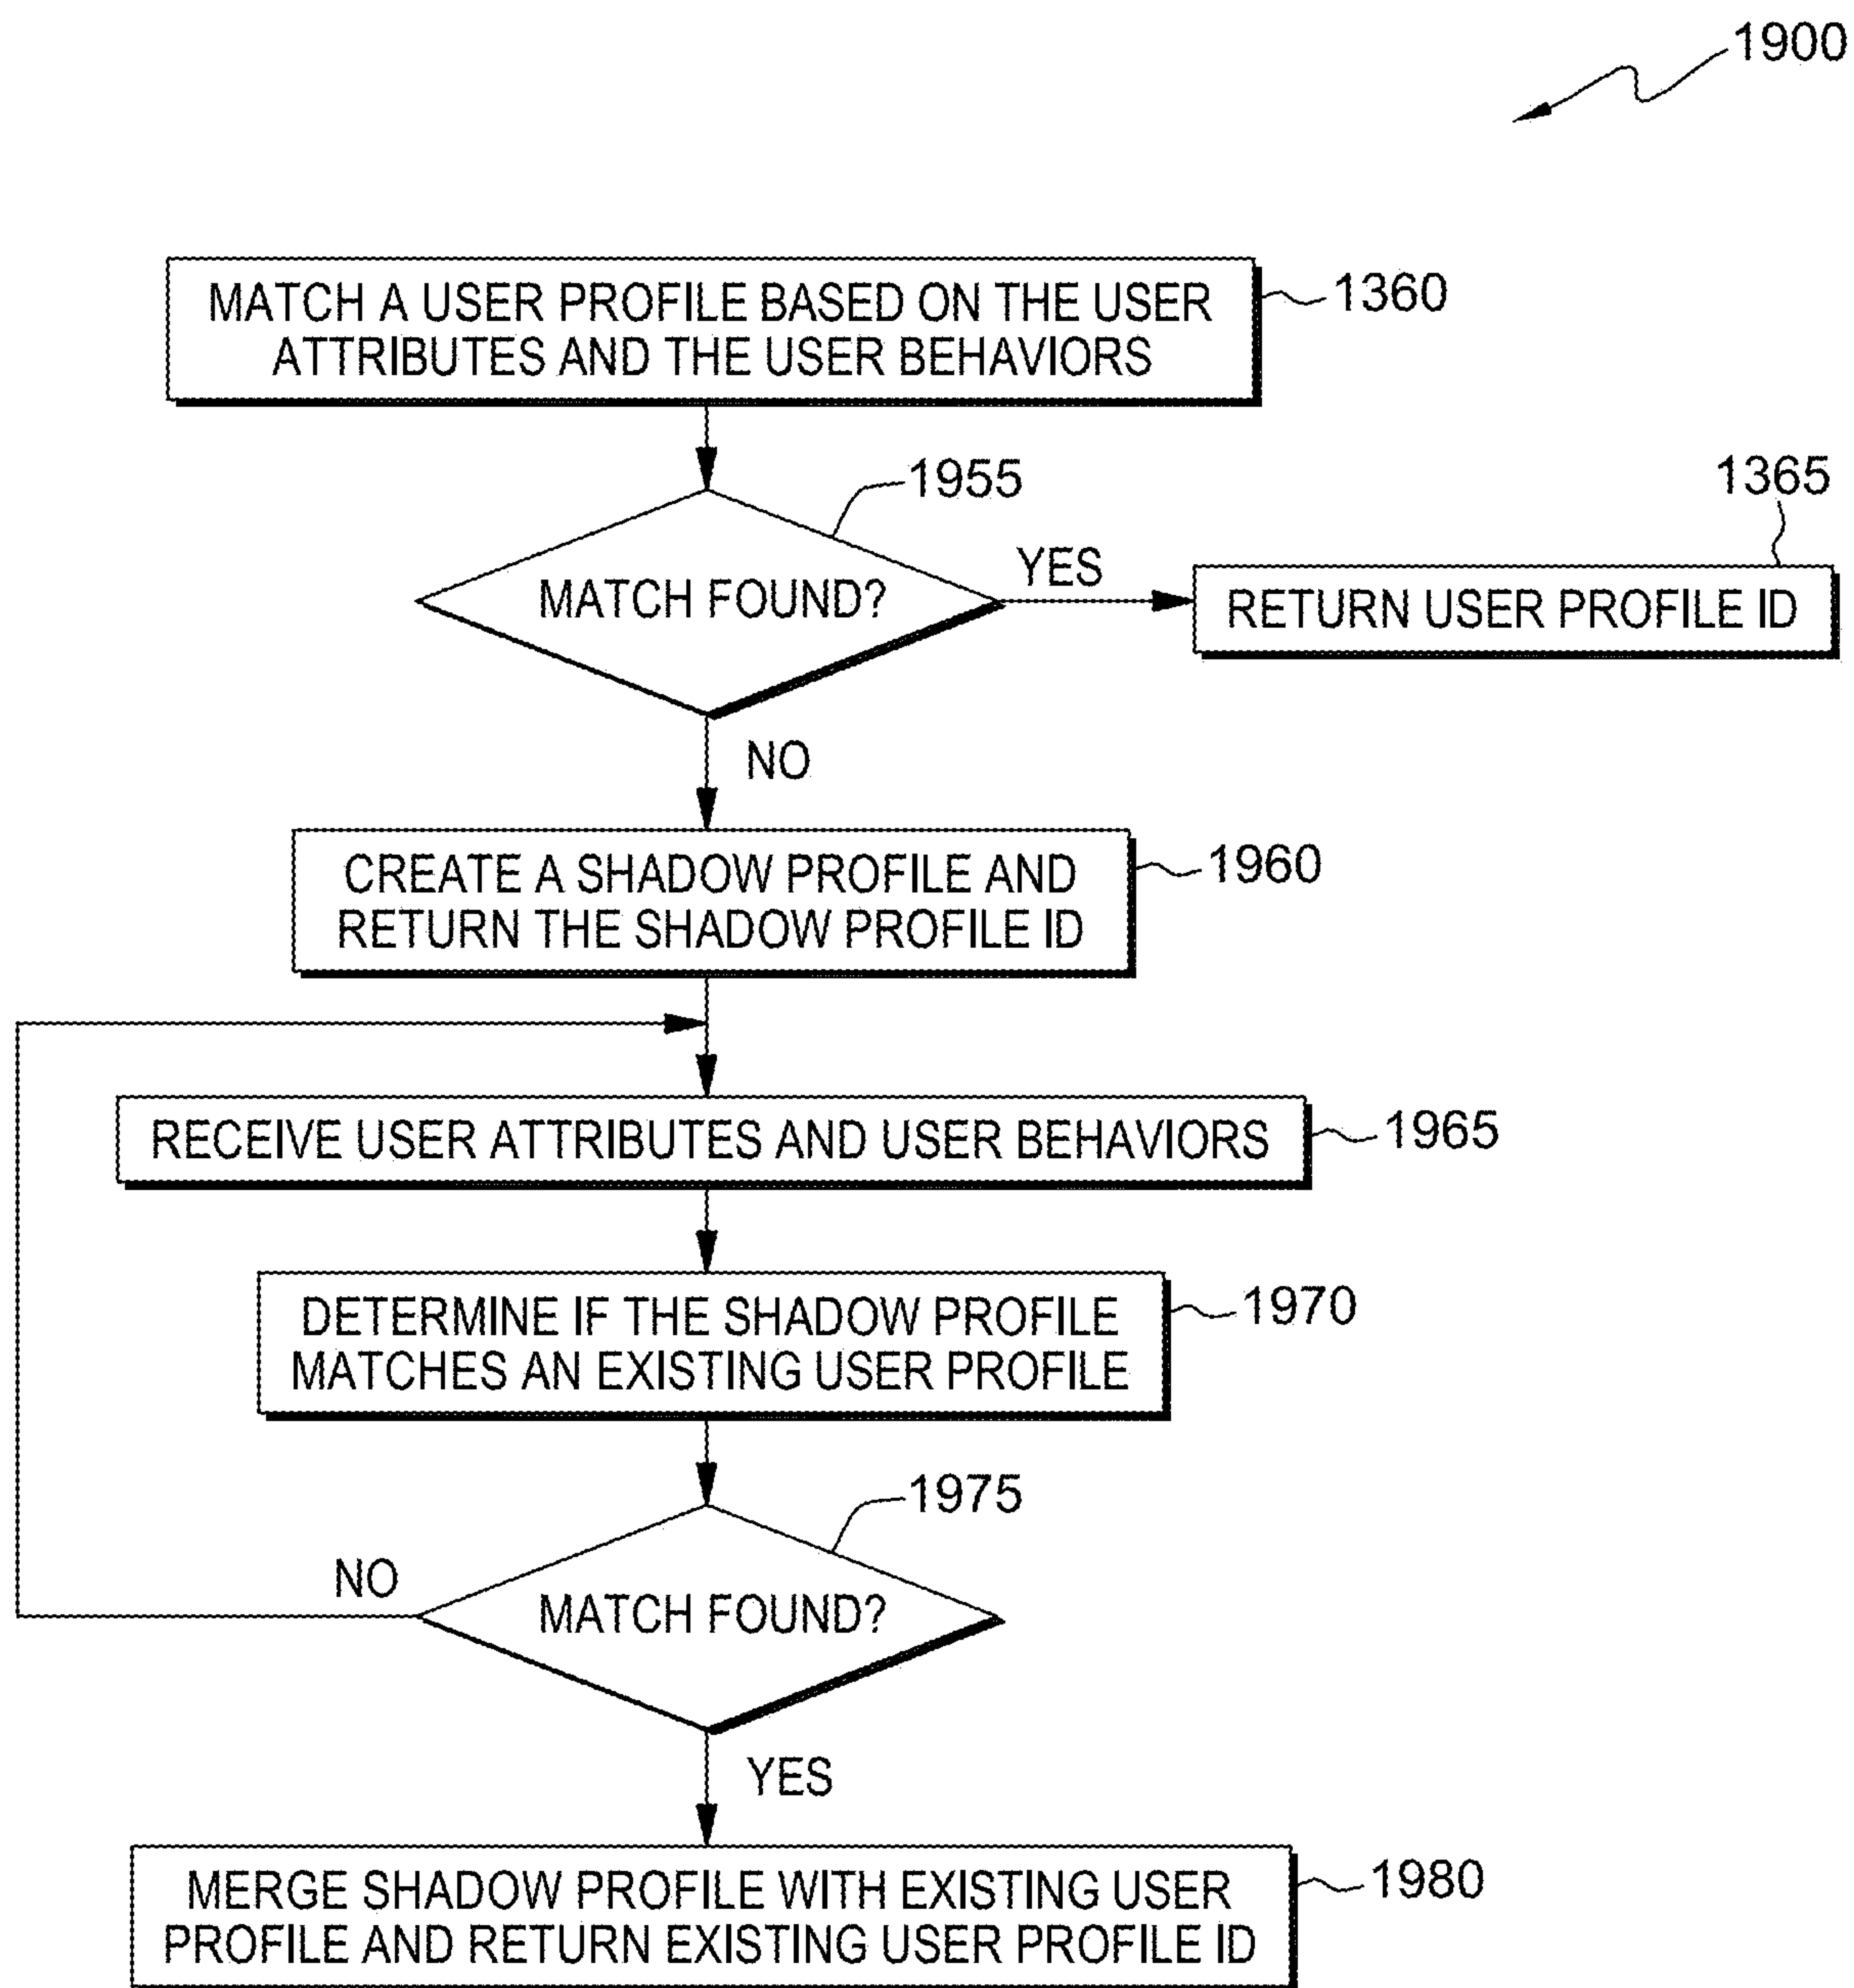 1900
MATCH A USER PROFILE BASED ON THE USER
ATTRIBUTES AND THE USER BEHAVIORS
1360
1955
MATCH FOUND?
YES
1365
RETURN USER PROFILE ID
NO
CREATE A SHADOW PROFILE AND
RETURN THE SHADOW PROFILE ID
1960
RECEIVE USER ATTRIBUTES AND USER BEHAVIORS
1965
DETERMINE IF THE SHADOW PROFILE
MATCHES AN EXISTING USER PROFILE
1970
1975
NO
MATCH FOUND?
YES
MERGE SHADOW PROFILE WITH EXISTING USER
PROFILE AND RETURN EXISTING USER PROFILE ID
1980